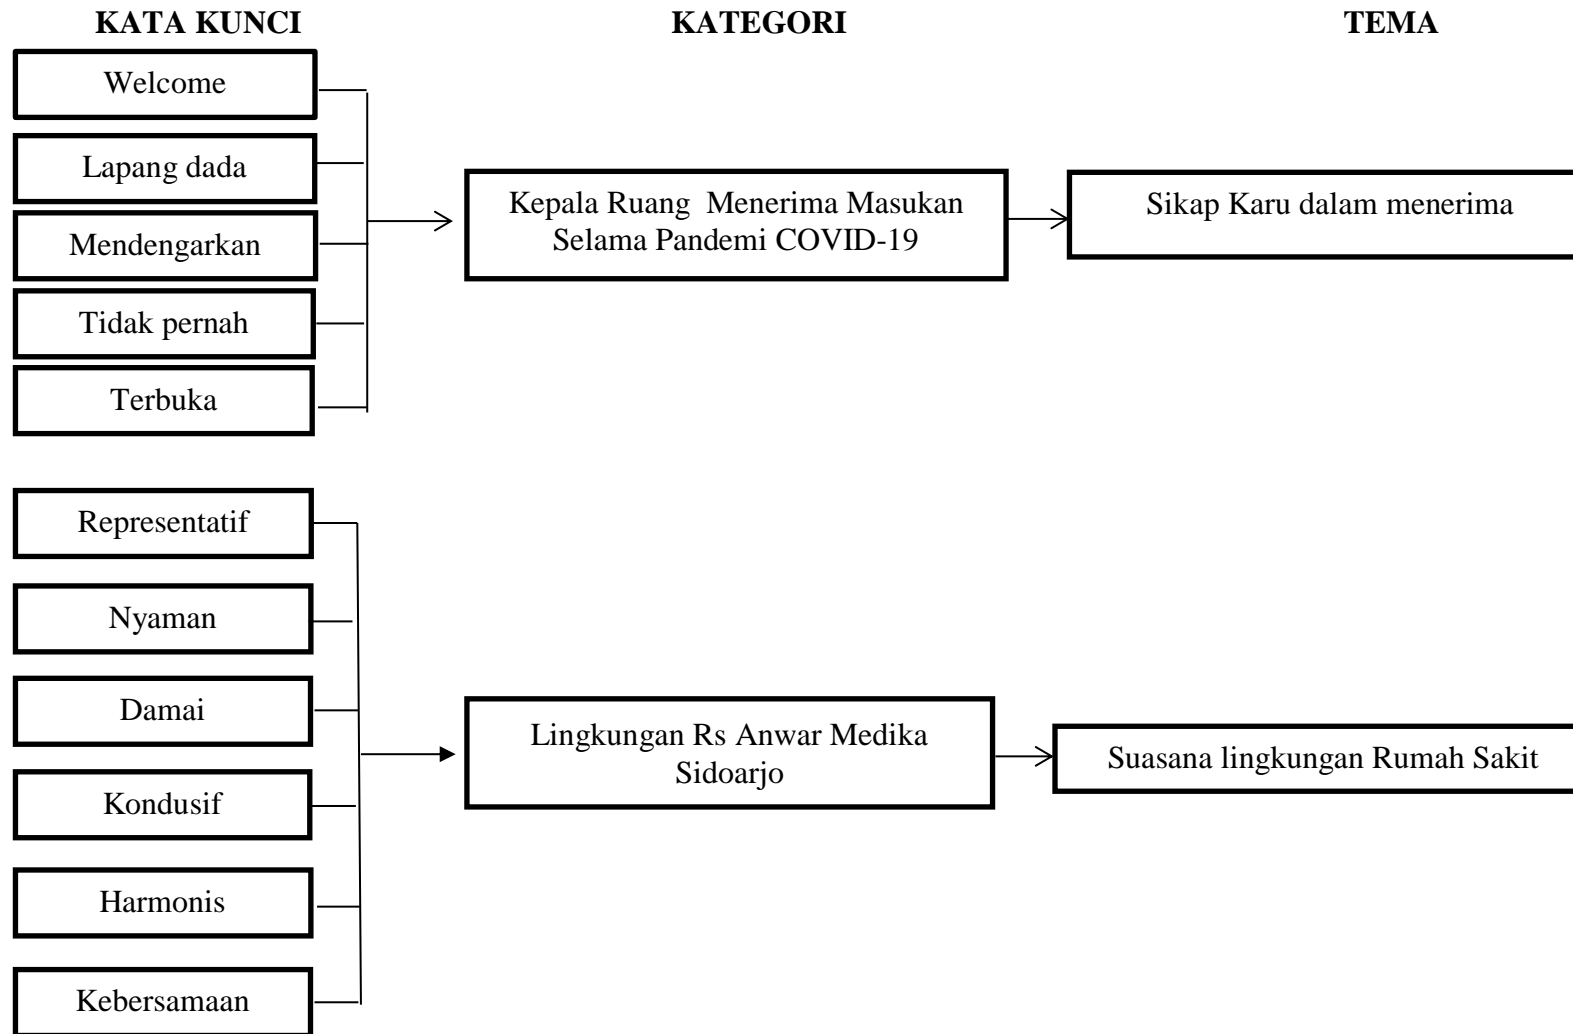 KATA KUNCI
KATEGORI
TEMA
Welcome
Lapang dada
Mendengarkan
Tidak pernah
Terbuka
Kepala Ruang  Menerima Masukan
Selama Pandemi COVID-19
Sikap Karu dalam menerima
Representatif
Nyaman
Damai
Kondusif
Harmonis
Kebersamaan
Lingkungan Rs Anwar Medika
Sidoarjo
Suasana lingkungan Rumah Sakit